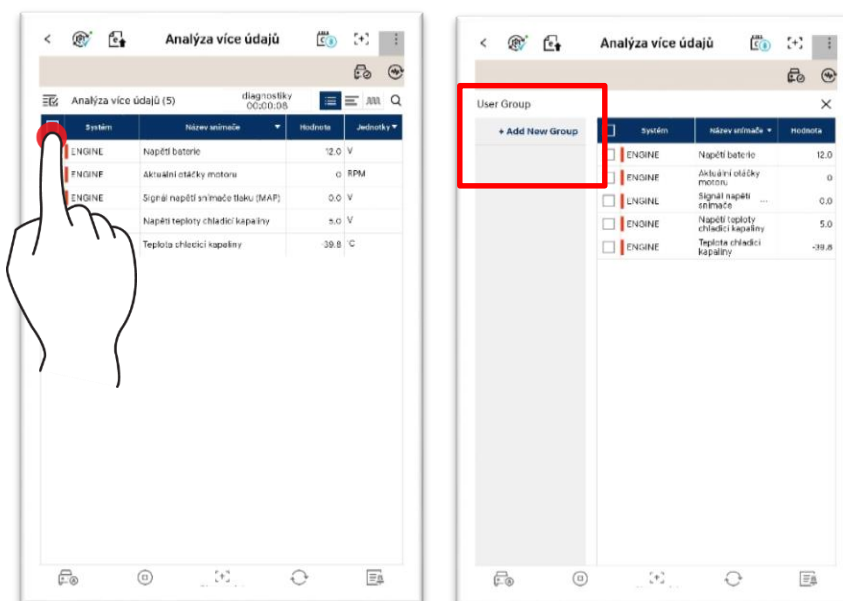 Analýza více údajů
Analýza více údajů (5)
diagnostiky
00:00:08
Systém Název snímače Hodnota Jednotky
ENGINE Napětí baterie 12.0 V
ENGINE Aktuální otáčky motoru 0 RPM
ENGINE Signál napětí snímače tlaku (MAP) 0.0 V
Napětí teploty chladicí kapaliny 5.0 V
Teplota chladicí kapaliny -39.8 °C
Analýza více údajů
User Group
+ Add New Group
Systém Název snímače Hodnota
ENGINE Napětí baterie 12.0
ENGINE Aktuální otáčky
motoru 0
ENGINE Signál napětí
snímače ... 0.0
ENGINE Napětí teploty
chladicí kapaliny 5.0
ENGINE Teplota chladicí
kapaliny -39.8